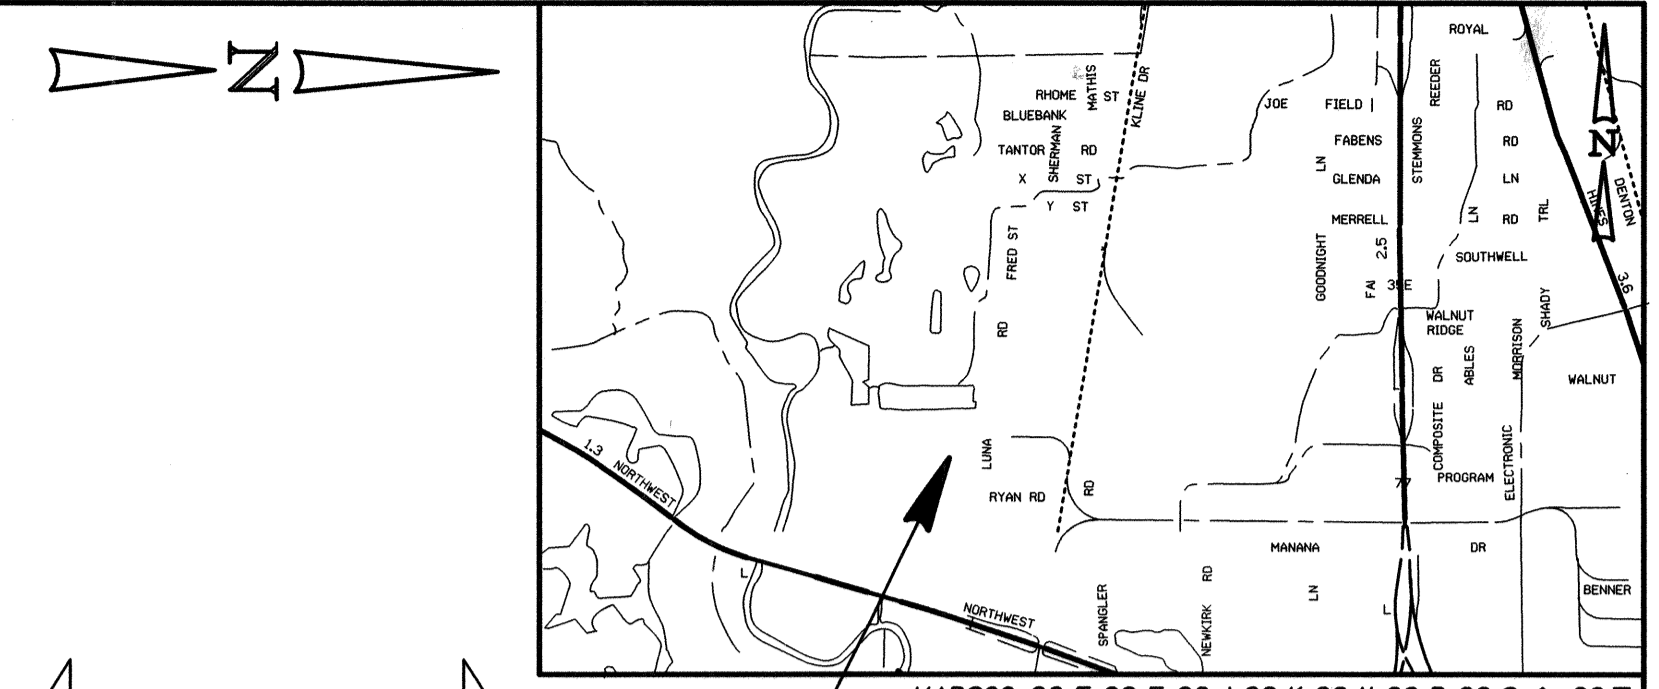 N
ROYAL
RHOME ST
MATHIS
KLINE DR
BLUEBANK
JOE FIELD
REEDER
RD
N
TANTOR RD
SHERMAN
FABENS
RD
STEMMONS
X ST
LN
GLENDA
LN
Y ST
MERRELL
LN
RD
TRL
HINES
DENTON
FRED ST
GOODNIGHT
2.5
SOUTHWELL
FAI 35E
3.6
RD
WALNUT
RIDGE
SHADY
MORRISON
DR
ABLES
WALNUT
1.3
NORTHWEST
LUNA
COMPOSITE
ELECTRONIC
RYAN RD
RD
77
PROGRAM
MANANA
DR
L
SPANGLER
RD
LN
BENNER
NORTHWEST
NEWKIRK
L